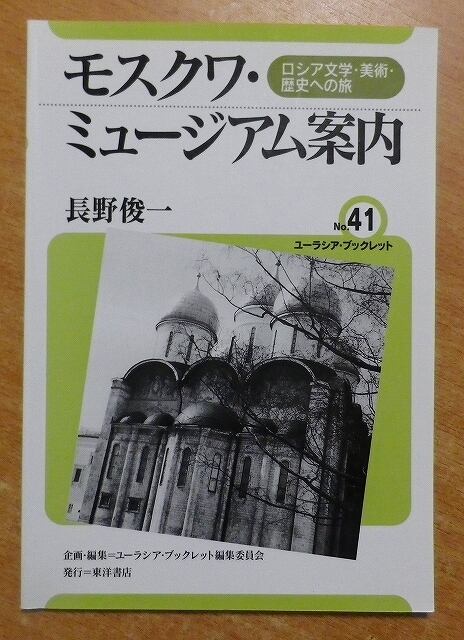 モスクワ・
ロシア文学・美術・
歴史への旅
ミュージアム案内
長野俊一
No.41
ユーラシア・ブックレット
企画・編集=ユーラシア・ブックレット編集委員会
発行=東洋書店